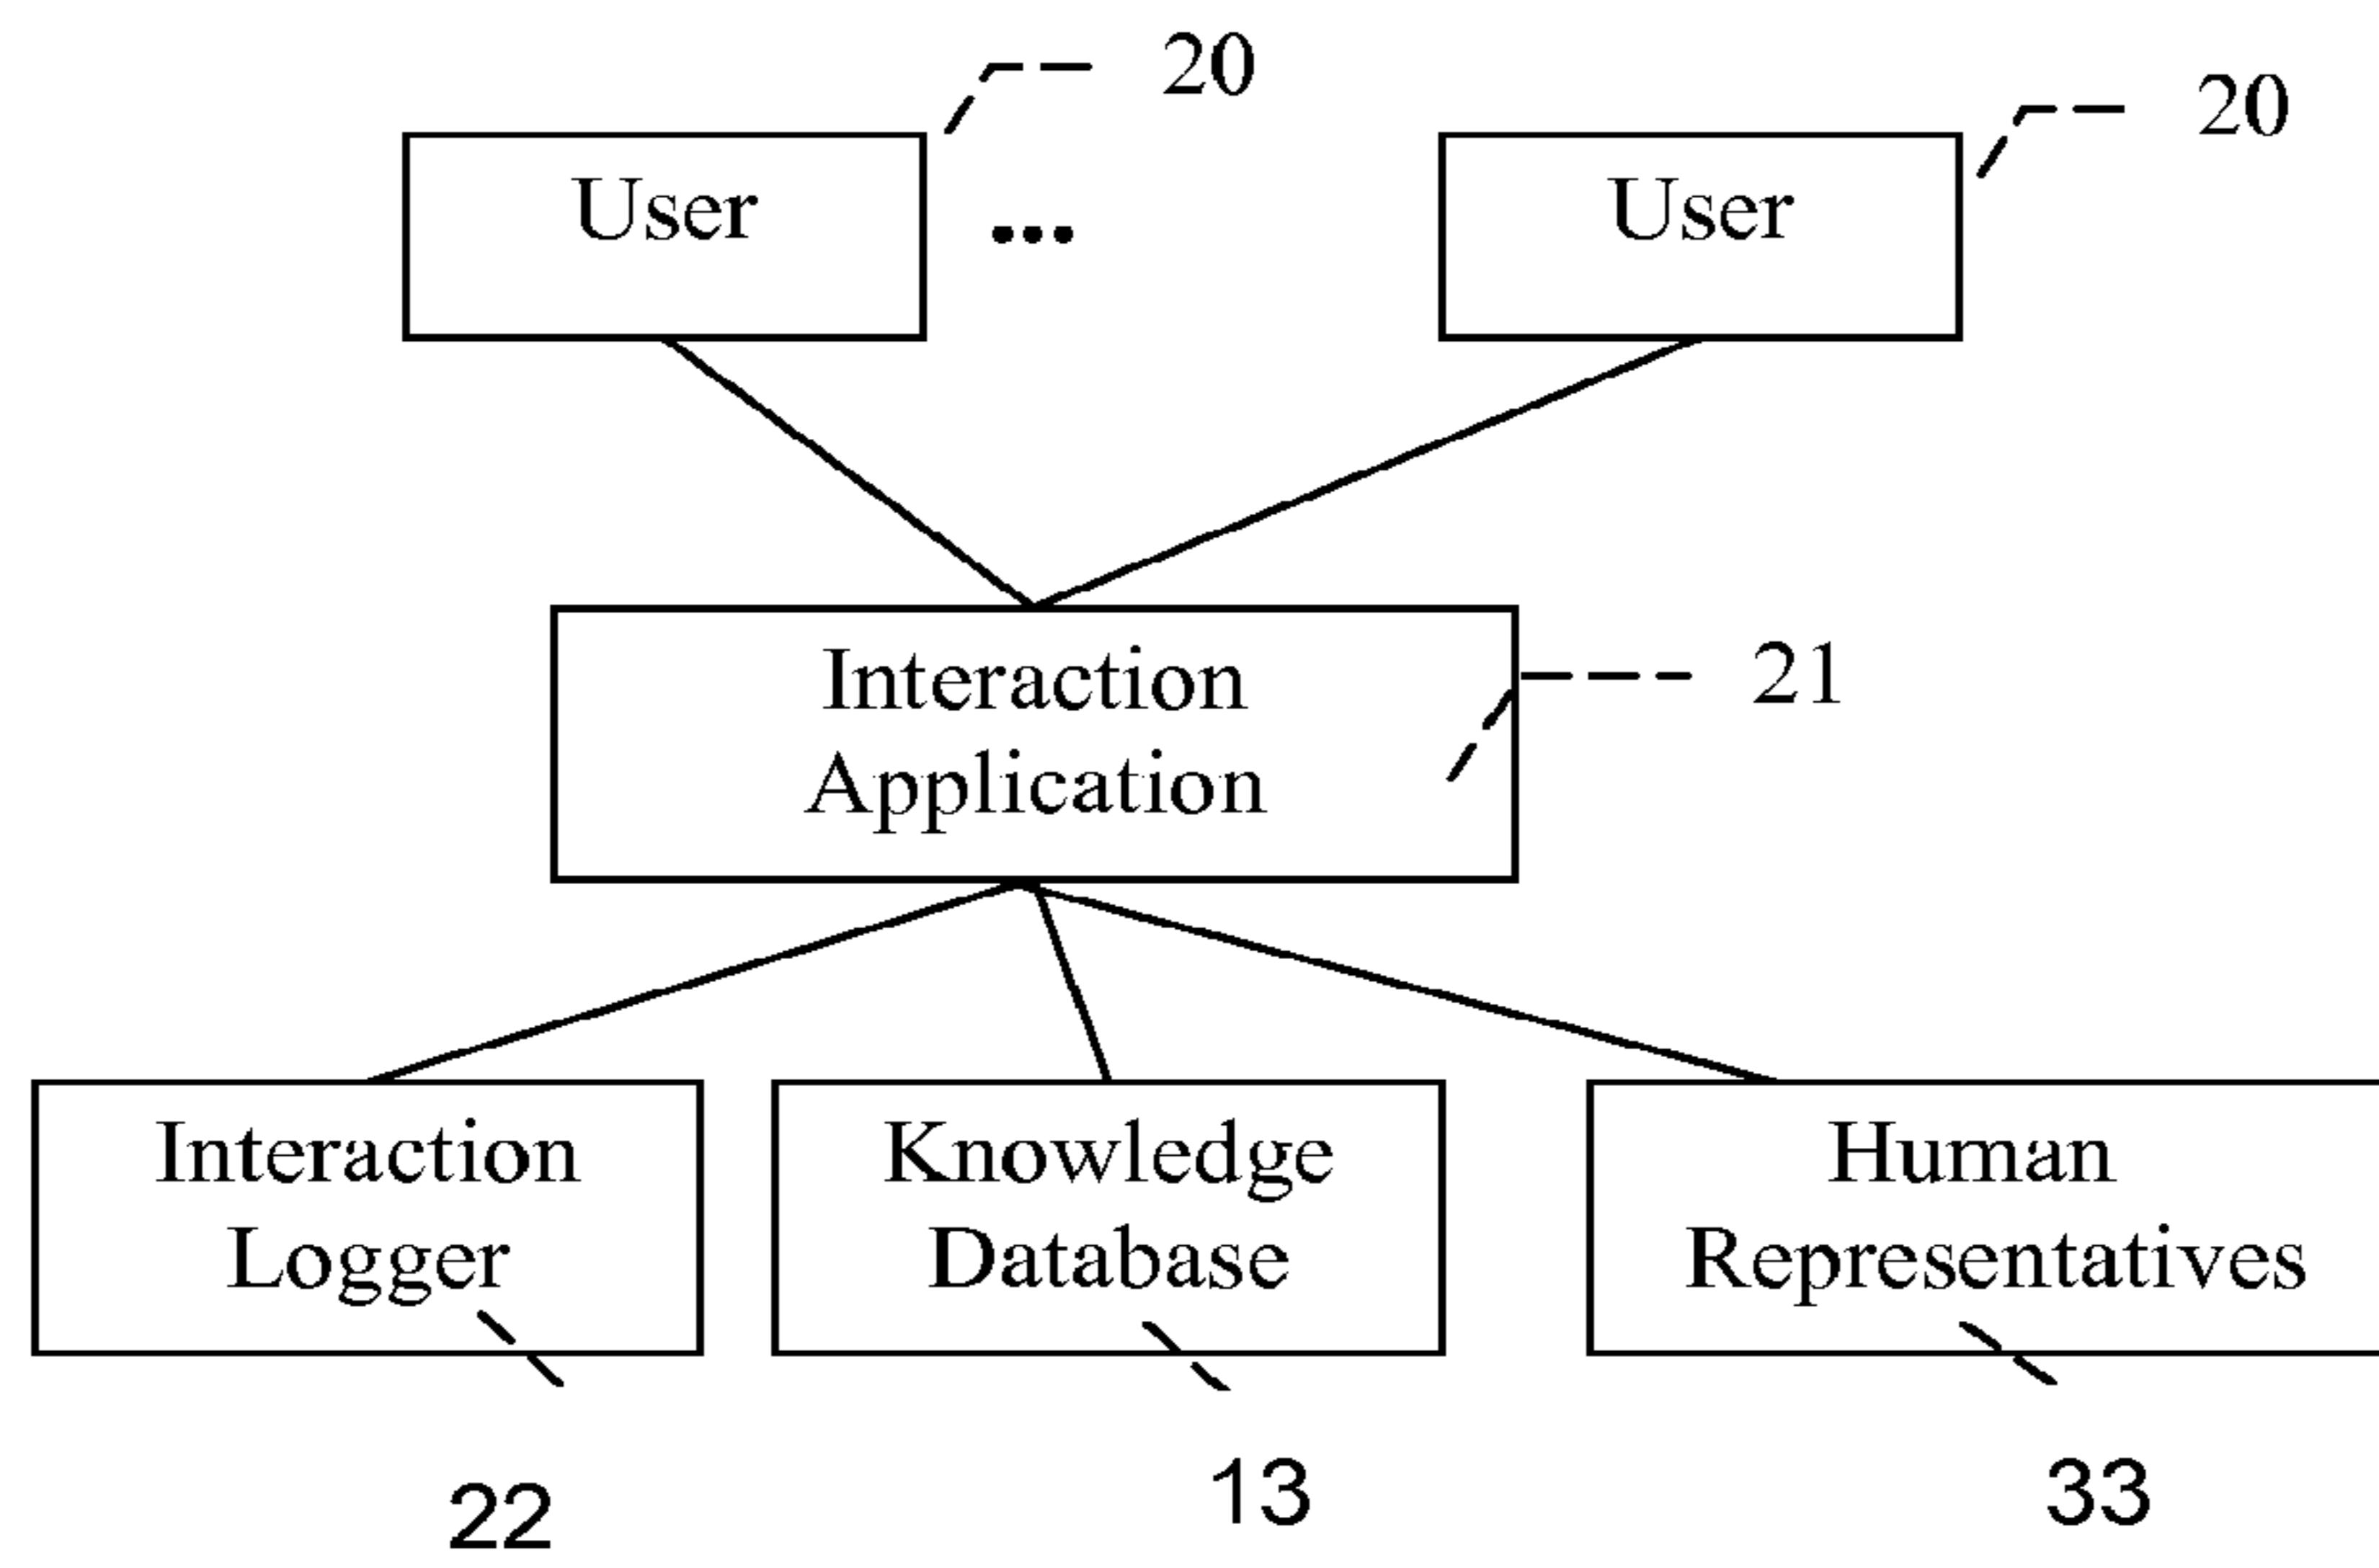 20
20
User
...
User
Interaction
Application
21
Interaction
Logger
Knowledge
Database
Human
Representatives
22
13
33